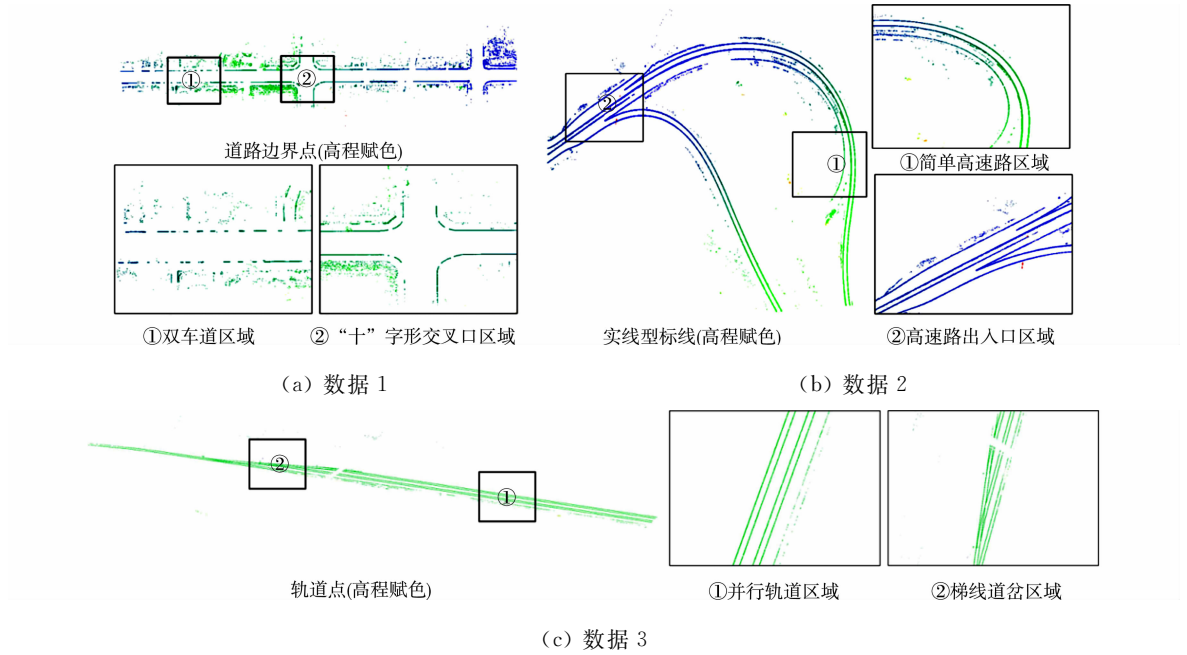 ① ②
道路边界点(高程赋色)
①双车道区域
②“十”字形交叉口区域
(a) 数据1
② ①
实线型标线(高程赋色)
①简单高速路区域
②高速路出入口区域
(b) 数据2
② ①
轨道点(高程赋色)
①并行轨道区域
②梯线道岔区域
(c) 数据3